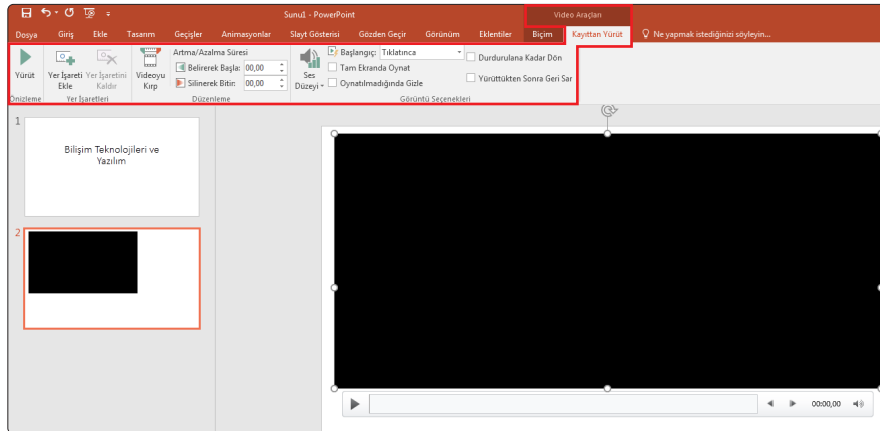 Sunu1 - PowerPoint
Video Araçları
Dosya Giriş Ekle Tasarım Geçişler Animasyonlar Slayt Gösterisi Gözden Geçir Görünüm Eklentiler Biçim Kayıttan Yürüt Ne yapmak istediğinizi söyleyin...
Yürüt
Önizleme
Yer İşareti Ekle
Yer İşaretini Kaldır
Yer İşaretleri
Videoyu Kırp
Artma/Azalma Süresi
Belirerek Başla: 00,00
Silinerek Bitir: 00,00
Düzenleme
Ses Düzeyi
Başlangıç: Tıklatınca
Tam Ekranda Oynat
Oynatılmadığında Gizle
Durdurulana Kadar Dön
Yürüttükten Sonra Geri Sar
Görüntü Seçenekleri
1
Bilişim Teknolojileri ve
Yazılım
2
00:00,00